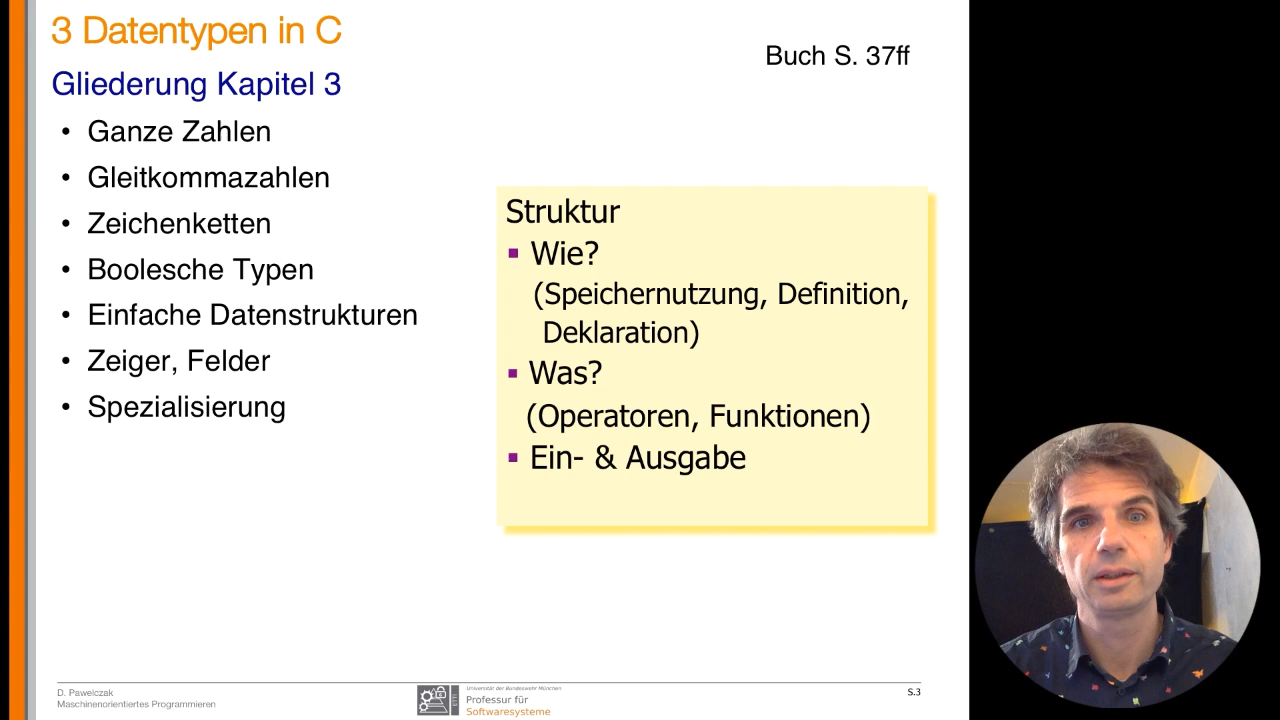 3 Datentypen in C
Buch S. 37ff
Gliederung Kapitel 3
• Ganze Zahlen
• Gleitkommazahlen
• Zeichenketten
• Boolesche Typen
• Einfache Datenstrukturen
• Zeiger, Felder
• Spezialisierung
Struktur
▪ Wie?
(Speichernutzung, Definition,
Deklaration)
▪ Was?
(Operatoren, Funktionen)
▪ Ein- & Ausgabe
D. Pawelczak
Maschinenorientiertes Programmieren
Universität der Bundeswehr München
Professur für
Softwaresysteme
S.3